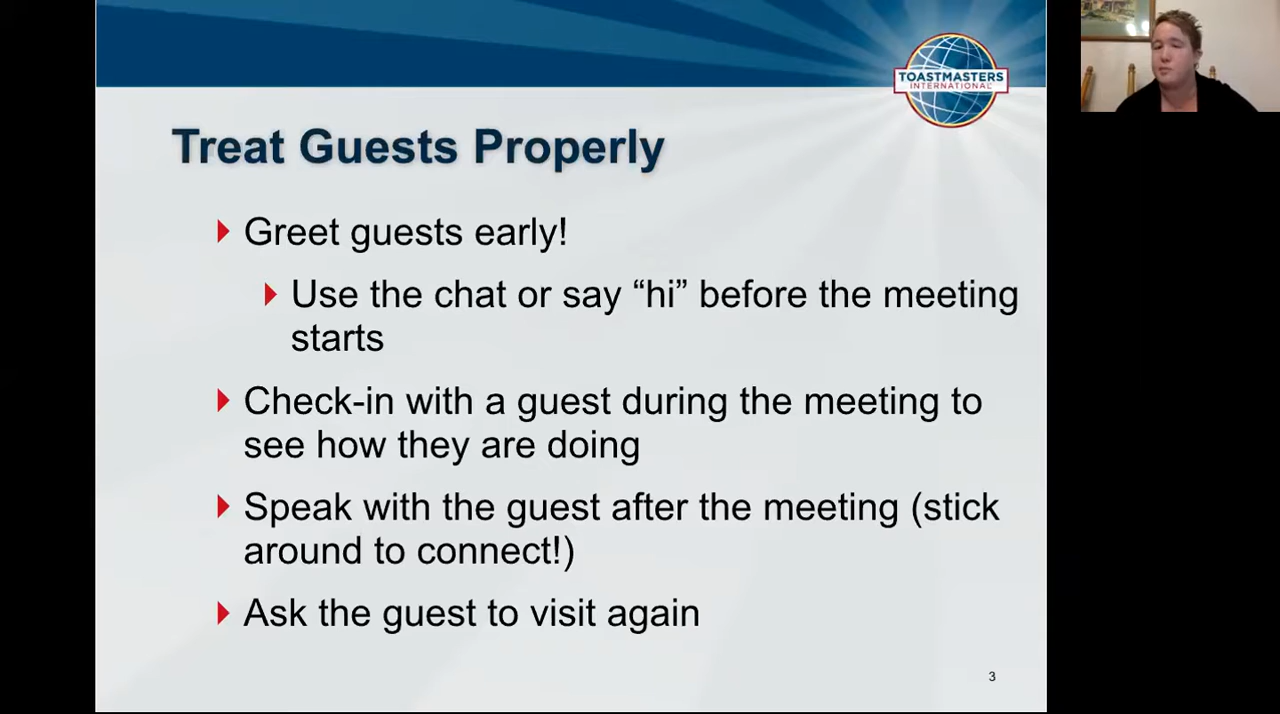 TOASTMASTERS
INTERNATIONAL
Treat Guests Properly
Greet guests early!
Use the chat or say “hi” before the meeting
starts
Check-in with a guest during the meeting to
see how they are doing
Speak with the guest after the meeting (stick
around to connect!)
Ask the guest to visit again
3